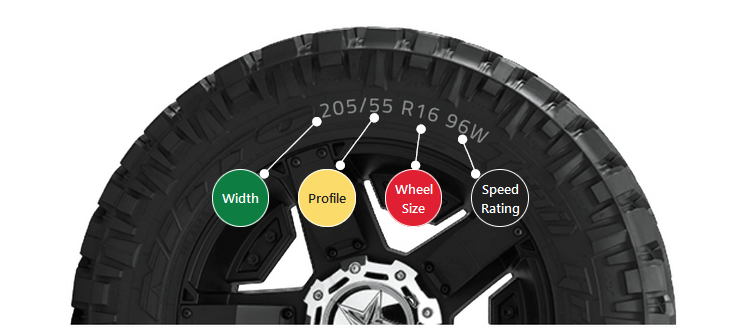 205/55 R16 96W
Width
Profile
Wheel
Size
Speed
Rating